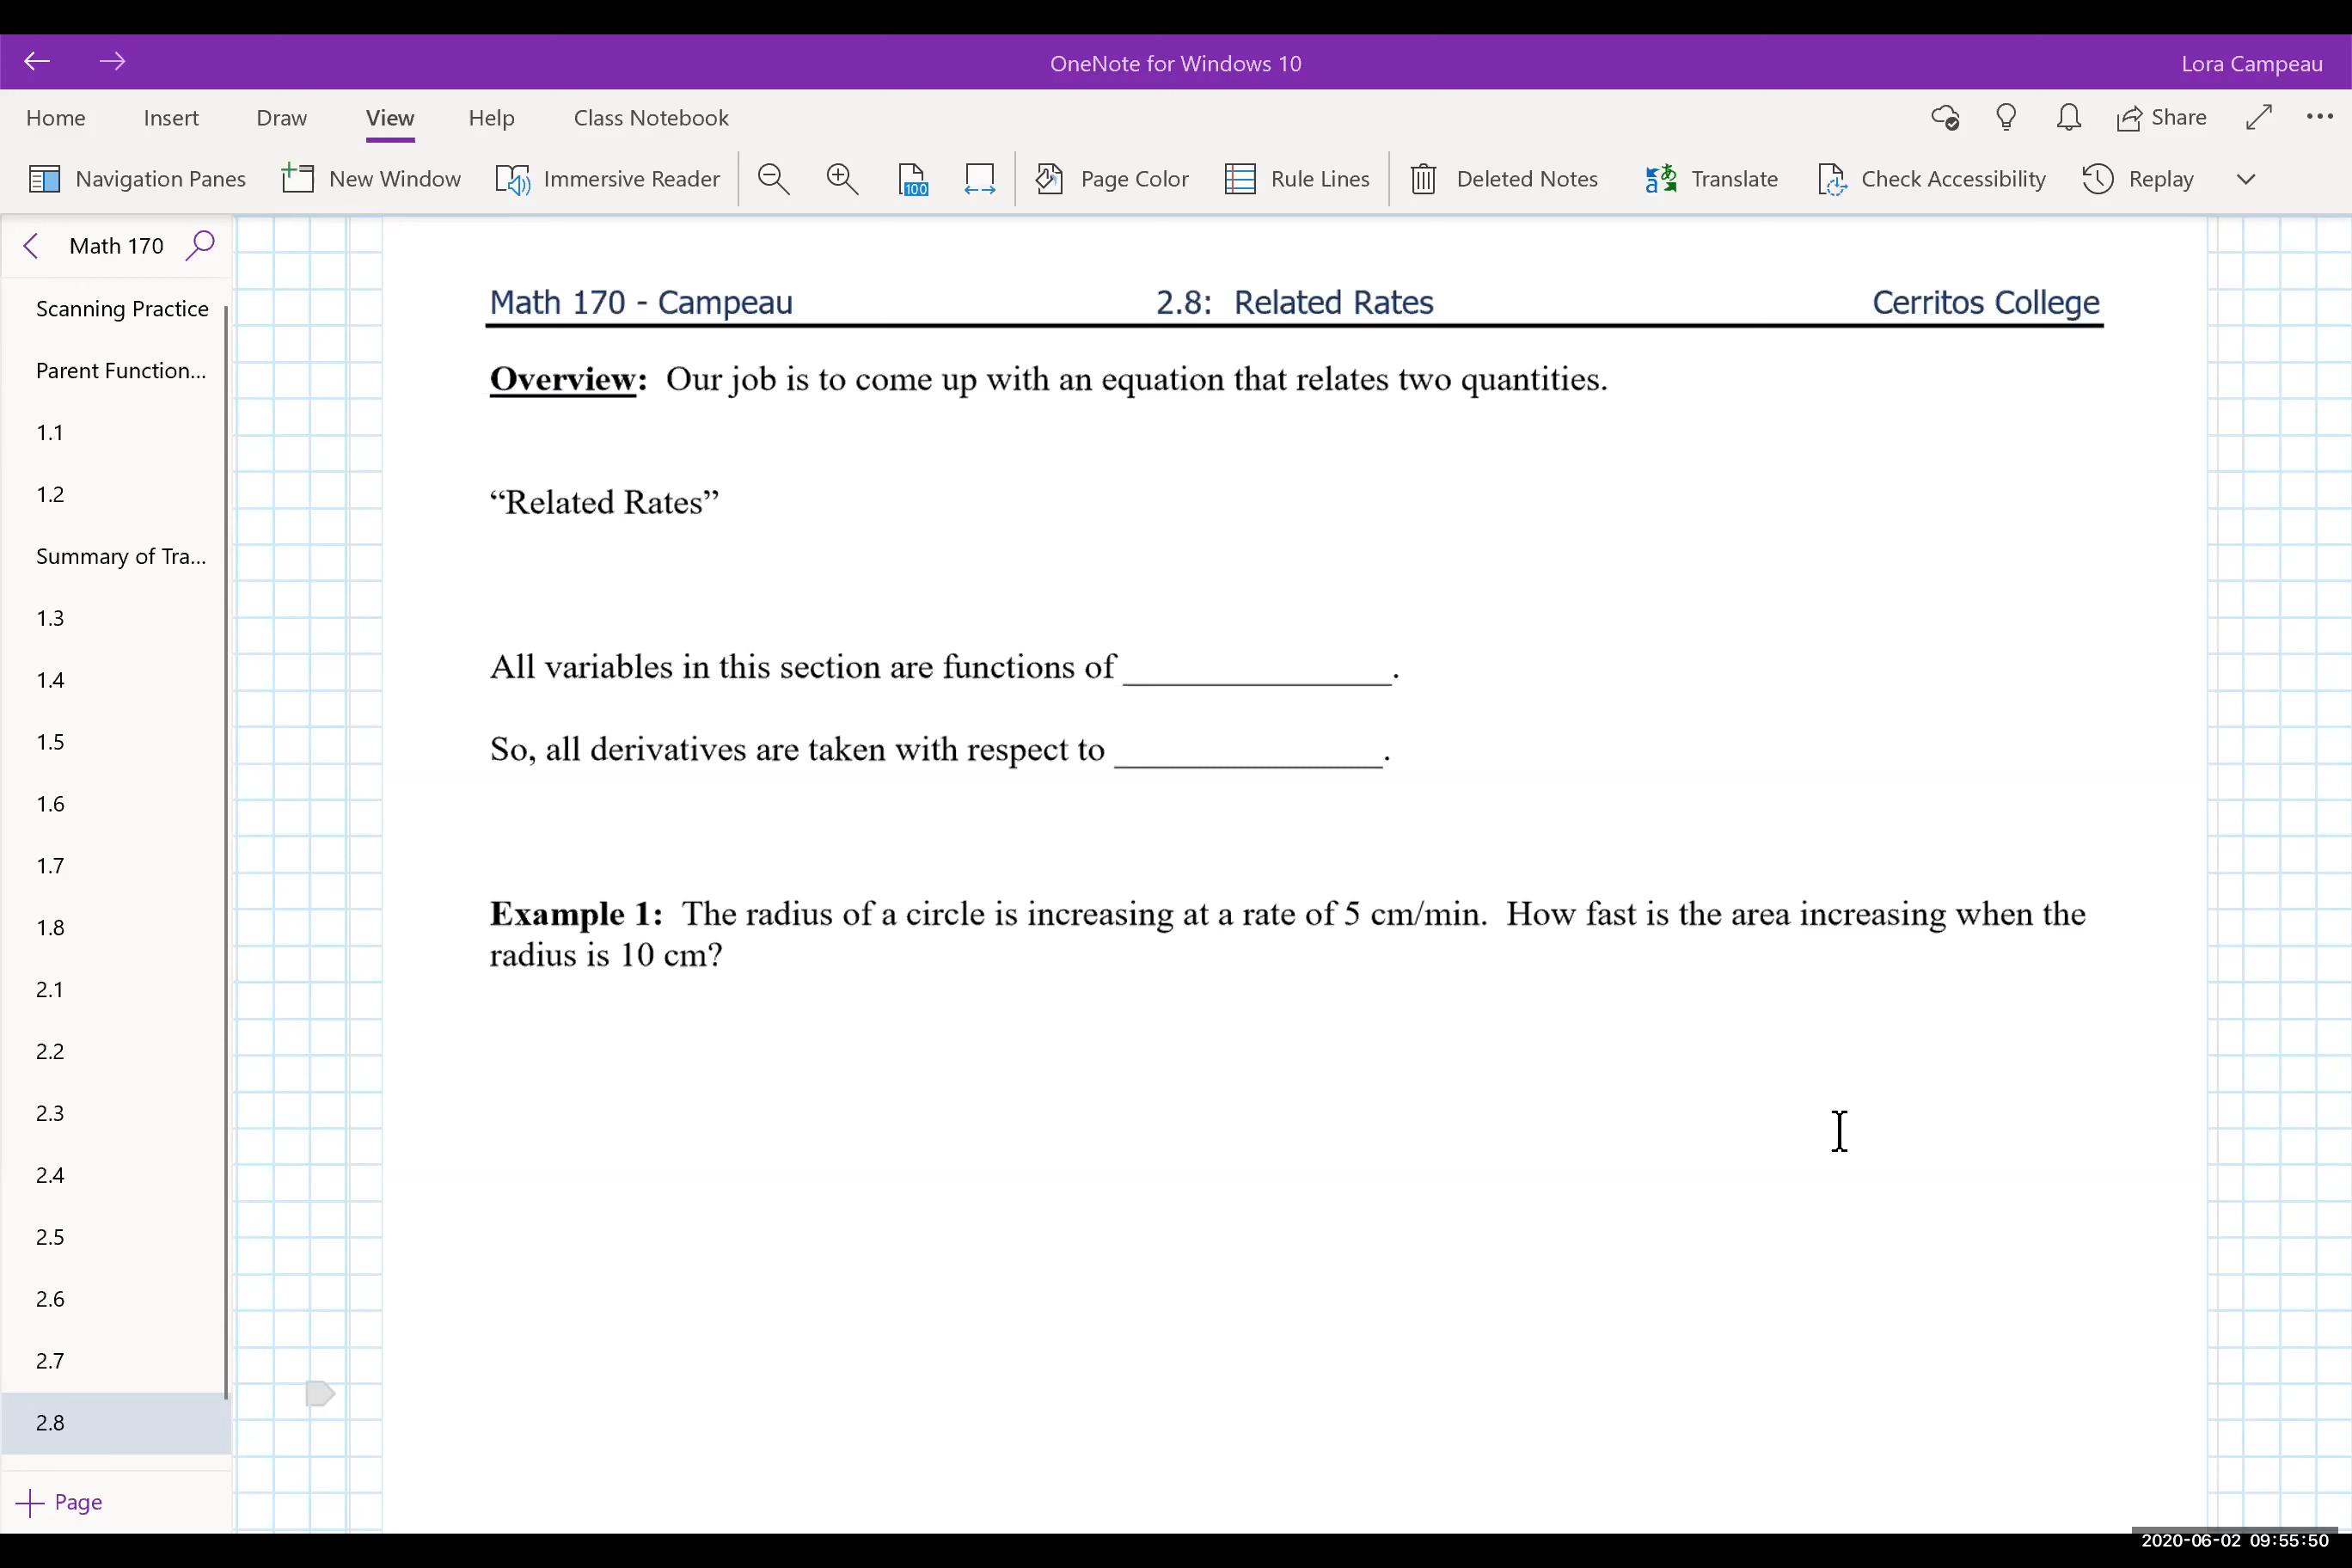 OneNote for Windows 10
Lora Campeau
Home Insert Draw View Help Class Notebook Share
Navigation Panes New Window Immersive Reader 100 Page Color Rule Lines Deleted Notes Translate Check Accessibility Replay
Math 170
Scanning Practice
Parent Function...
1.1
1.2
Summary of Tra...
1.3
1.4
1.5
1.6
1.7
1.8
2.1
2.2
2.3
2.4
2.5
2.6
2.7
2.8
Page
Math 170 - Campeau 2.8: Related Rates Cerritos College
Overview: Our job is to come up with an equation that relates two quantities.
“Related Rates”
All variables in this section are functions of _______________.
So, all derivatives are taken with respect to _______________.
Example 1: The radius of a circle is increasing at a rate of 5 cm/min. How fast is the area increasing when the
radius is 10 cm?
2020-06-02 09:55:50